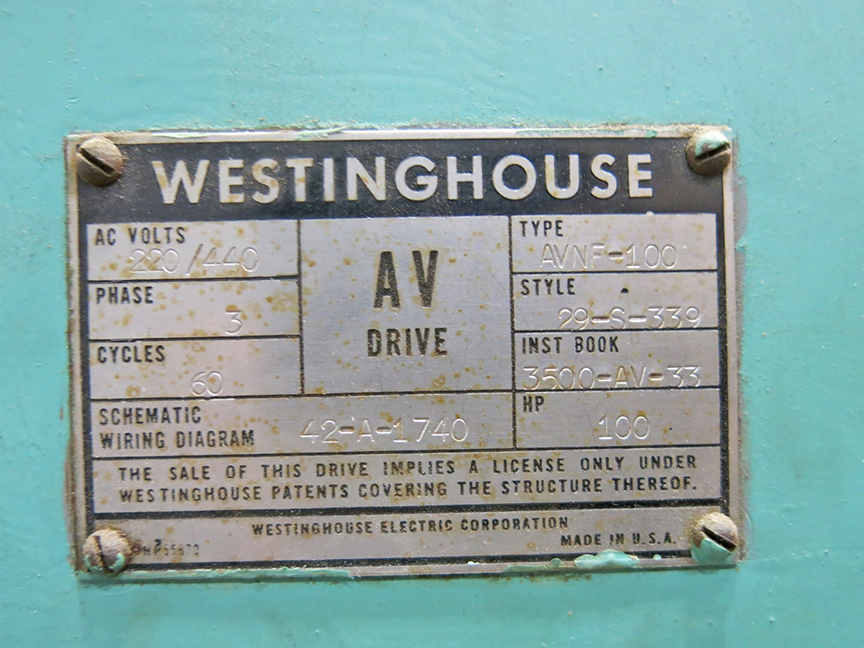 WESTINGHOUSE
AC VOLTS
220/440
PHASE
3
CYCLES
60
AV
DRIVE
TYPE
AVNF-100
STYLE
29-S-339
INST BOOK
3500-AV-33
SCHEMATIC
WIRING DIAGRAM 42-A-1740
HP
100
THE SALE OF THIS DRIVE IMPLIES A LICENSE ONLY UNDER
WESTINGHOUSE PATENTS COVERING THE STRUCTURE THEREOF.
WESTINGHOUSE ELECTRIC CORPORATION
MADE IN U.S.A.